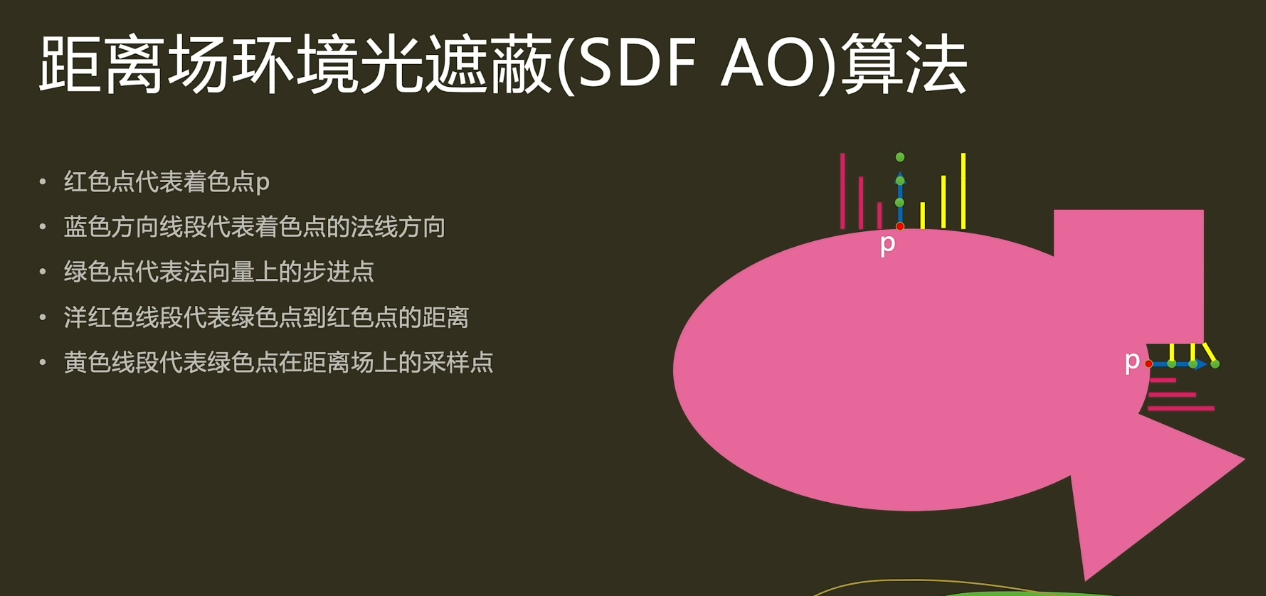 距离场环境光遮蔽(SDF AO)算法
• 红色点代表着色点p
• 蓝色方向线段代表着色点的法线方向
• 绿色点代表法向量上的步进点
• 洋红色线段代表绿色点到红色点的距离
• 黄色线段代表绿色点在距离场上的采样点
p
p